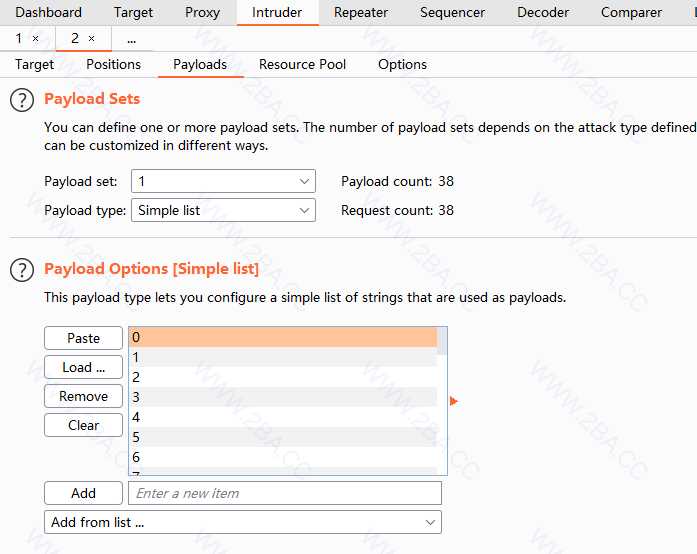 Dashboard Target Proxy Intruder Repeater Sequencer Decoder Comparer
1 × 2 × ...
Target Positions Payloads Resource Pool Options
? Payload Sets
You can define one or more payload sets. The number of payload sets depends on the attack type defined
can be customized in different ways.
Payload set: 1 Payload count: 38
Payload type: Simple list Request count: 38
? Payload Options [Simple list]
This payload type lets you configure a simple list of strings that are used as payloads.
Paste 0
1
Load ... 2
Remove 3
4
Clear 5
6
7
Add Enter a new item
Add from list ...
WWW.2BA.CC